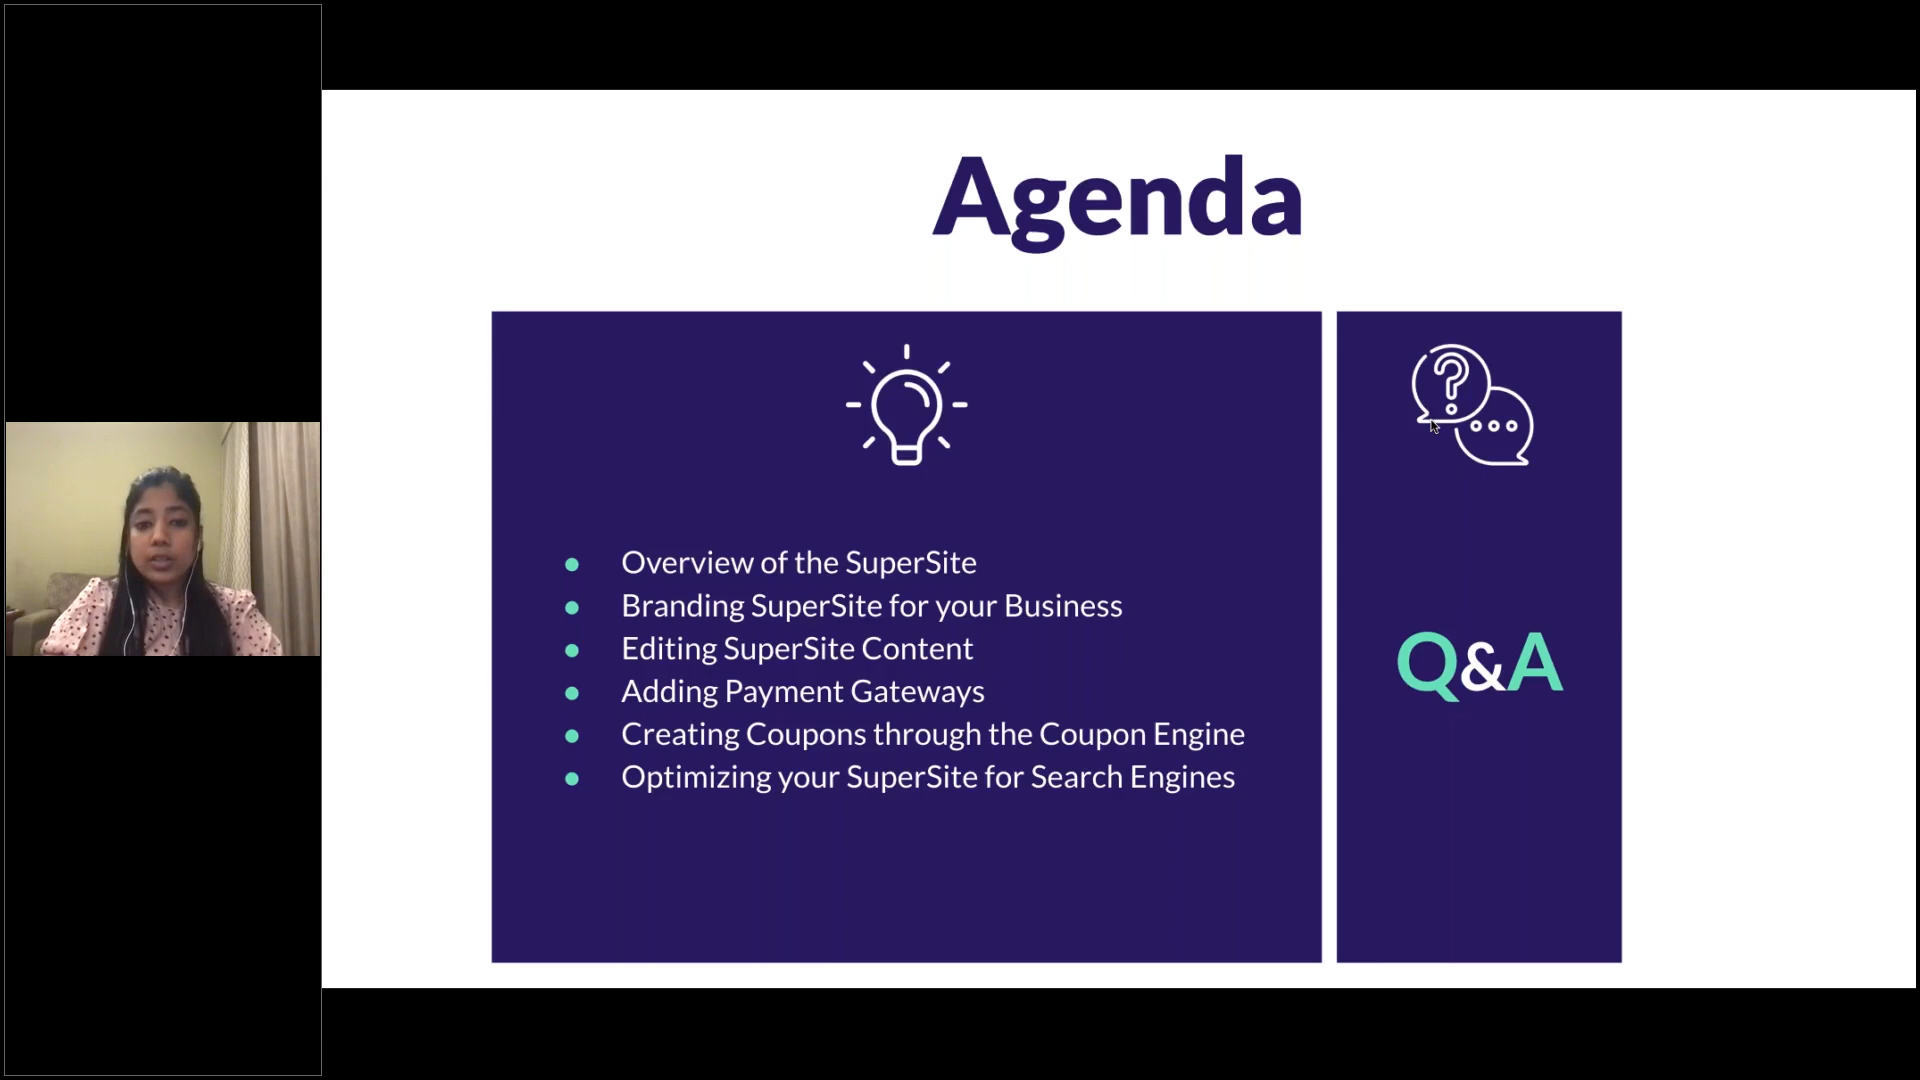 Agenda
Overview of the SuperSite
Branding SuperSite for your Business
Editing SuperSite Content
Adding Payment Gateways
Creating Coupons through the Coupon Engine
Optimizing your SuperSite for Search Engines
?
Q&A